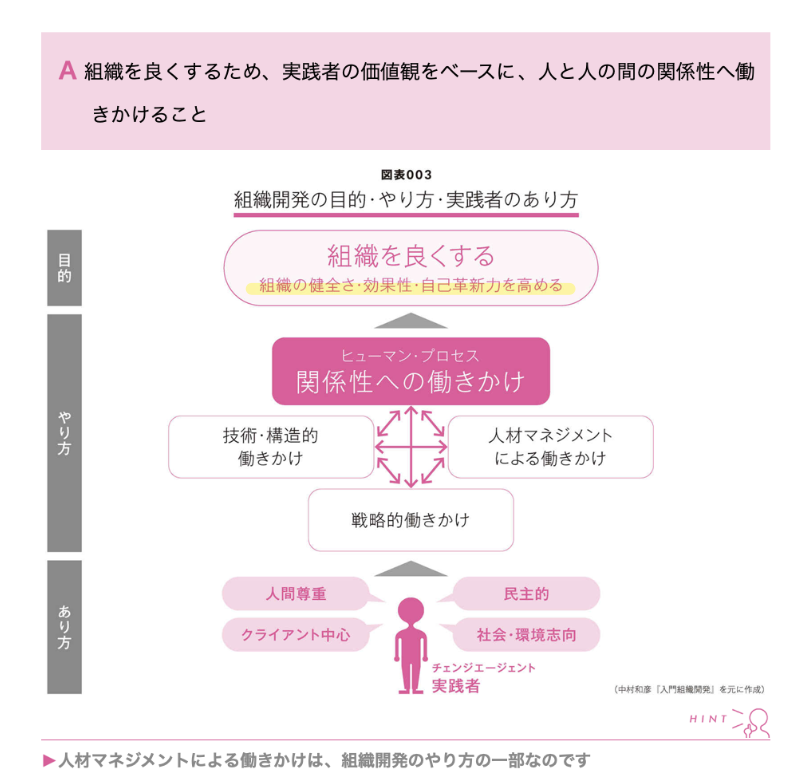 A 組織を良くするため、実践者の価値観をベースに、人と人の間の関係性へ働
きかけること
図表003
組織開発の目的・やり方・実践者のあり方
目的
組織を良くする
組織の健全さ・効果性・自己革新力を高める
やり方
ヒューマン・プロセス
関係性への働きかけ
技術・構造的
働きかけ
人材マネジメント
による働きかけ
戦略的働きかけ
あり方
人間尊重
民主的
クライアント中心
社会・環境志向
チェンジエージェント
実践者
(中村和彦『入門組織開発』を元に作成)
HINT
▶人材マネジメントによる働きかけは、組織開発のやり方の一部なのです